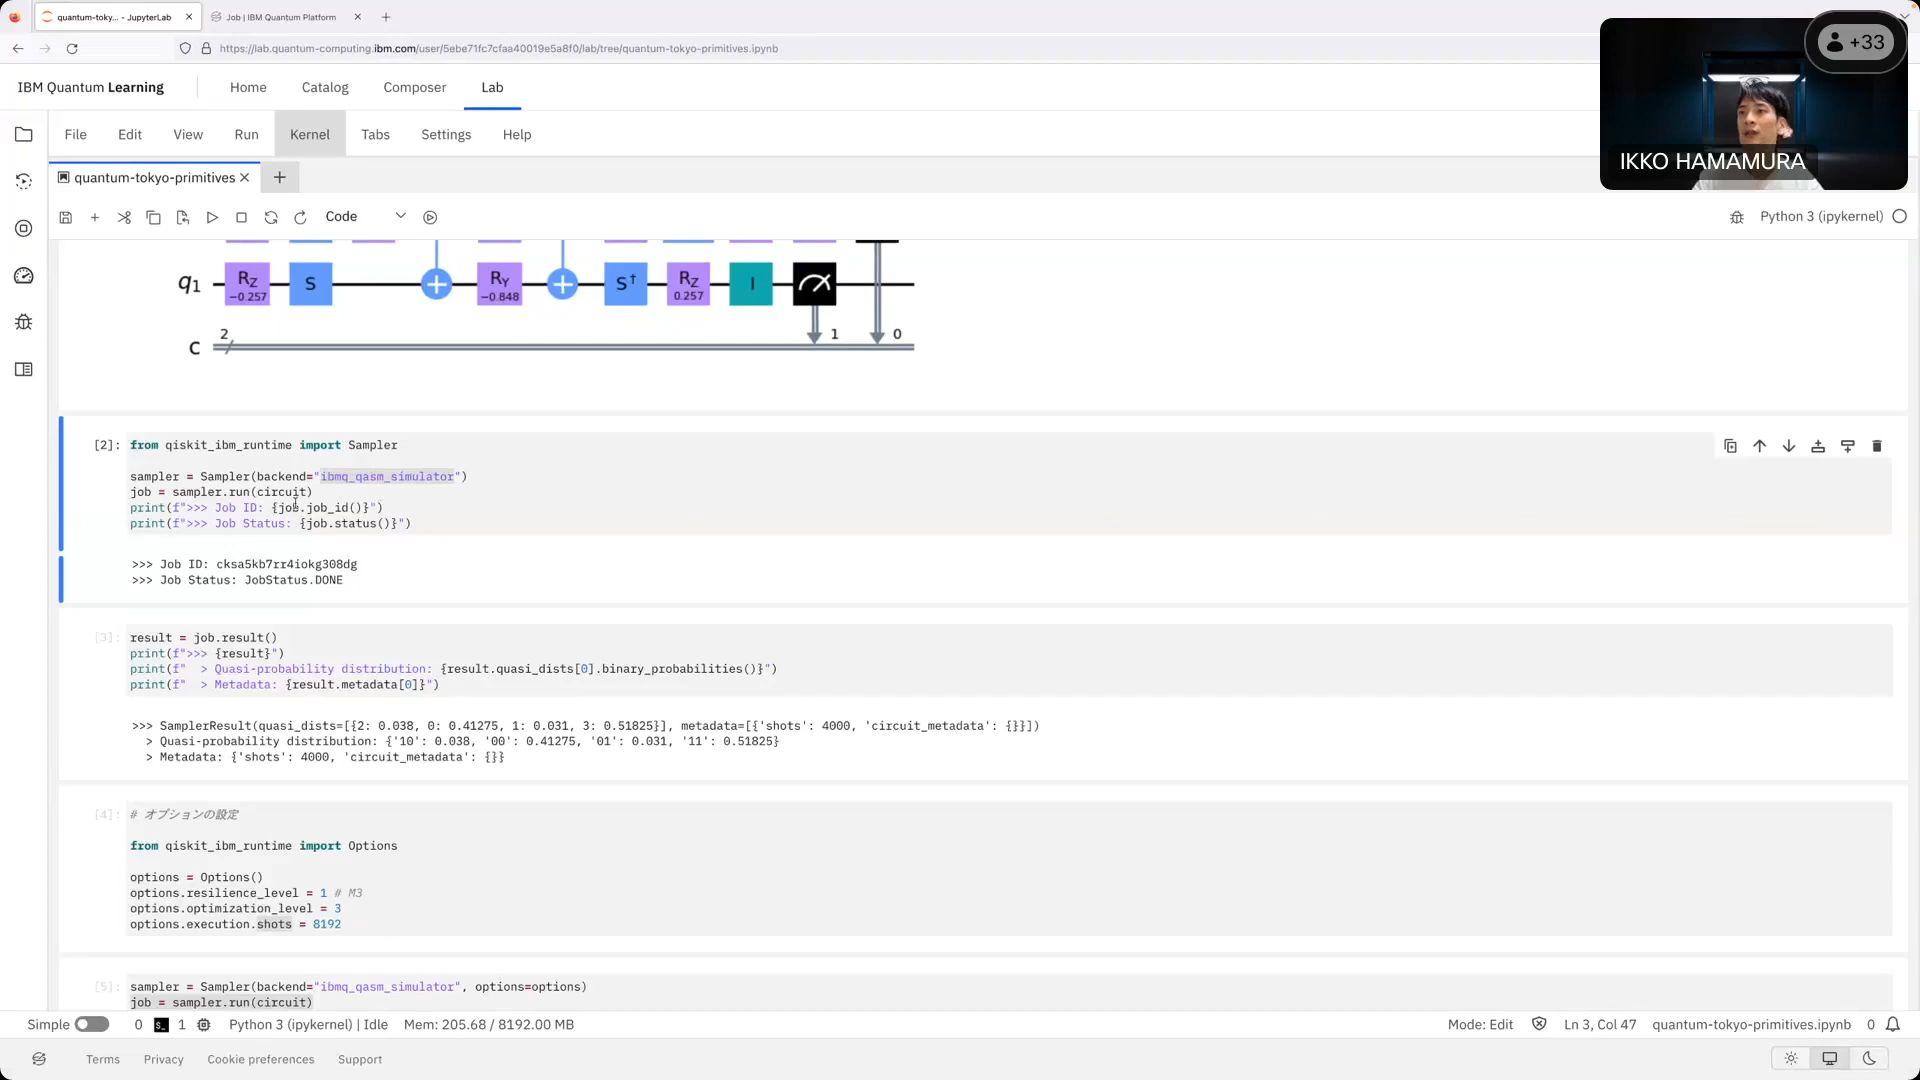 quantum-toky... - JupyterLab
Job | IBM Quantum Platform
https://lab.quantum-computing.ibm.com/user/5ebe71fc7cfaa40019e5a8f0/lab/tree/quantum-tokyo-primitives.ipynb
+33
IKKO HAMAMURA
IBM Quantum Learning
Home
Catalog
Composer
Lab
File
Edit
View
Run
Kernel
Tabs
Settings
Help
quantum-tokyo-primitives
Code
Python 3 (ipykernel)
q1
RZ
−0.257
S
RY
−0.848
S†
RZ
0.257
I
c
2
1
0
[2]:
from qiskit_ibm_runtime import Sampler
sampler = Sampler(backend="ibmq_qasm_simulator")
job = sampler.run(circuit)
print(f">>> Job ID: {job.job_id()}")
print(f">>> Job Status: {job.status()}")
>>> Job ID: cksa5kb7rr4iokg308dg
>>> Job Status: JobStatus.DONE
[3]:
result = job.result()
print(f">>> {result}")
print(f"  > Quasi-probability distribution: {result.quasi_dists[0].binary_probabilities()}")
print(f"  > Metadata: {result.metadata[0]}")
>>> SamplerResult(quasi_dists=[{2: 0.038, 0: 0.41275, 1: 0.031, 3: 0.51825}], metadata=[{'shots': 4000, 'circuit_metadata': {}}])
  > Quasi-probability distribution: {'10': 0.038, '00': 0.41275, '01': 0.031, '11': 0.51825}
  > Metadata: {'shots': 4000, 'circuit_metadata': {}}
[4]:
# オプションの設定
from qiskit_ibm_runtime import Options
options = Options()
options.resilience_level = 1 # M3
options.optimization_level = 3
options.execution.shots = 8192
[5]:
sampler = Sampler(backend="ibmq_qasm_simulator", options=options)
job = sampler.run(circuit)
Simple
0
1
Python 3 (ipykernel) | Idle
Mem: 205.68 / 8192.00 MB
Mode: Edit
Ln 3, Col 47
quantum-tokyo-primitives.ipynb
0
Terms
Privacy
Cookie preferences
Support